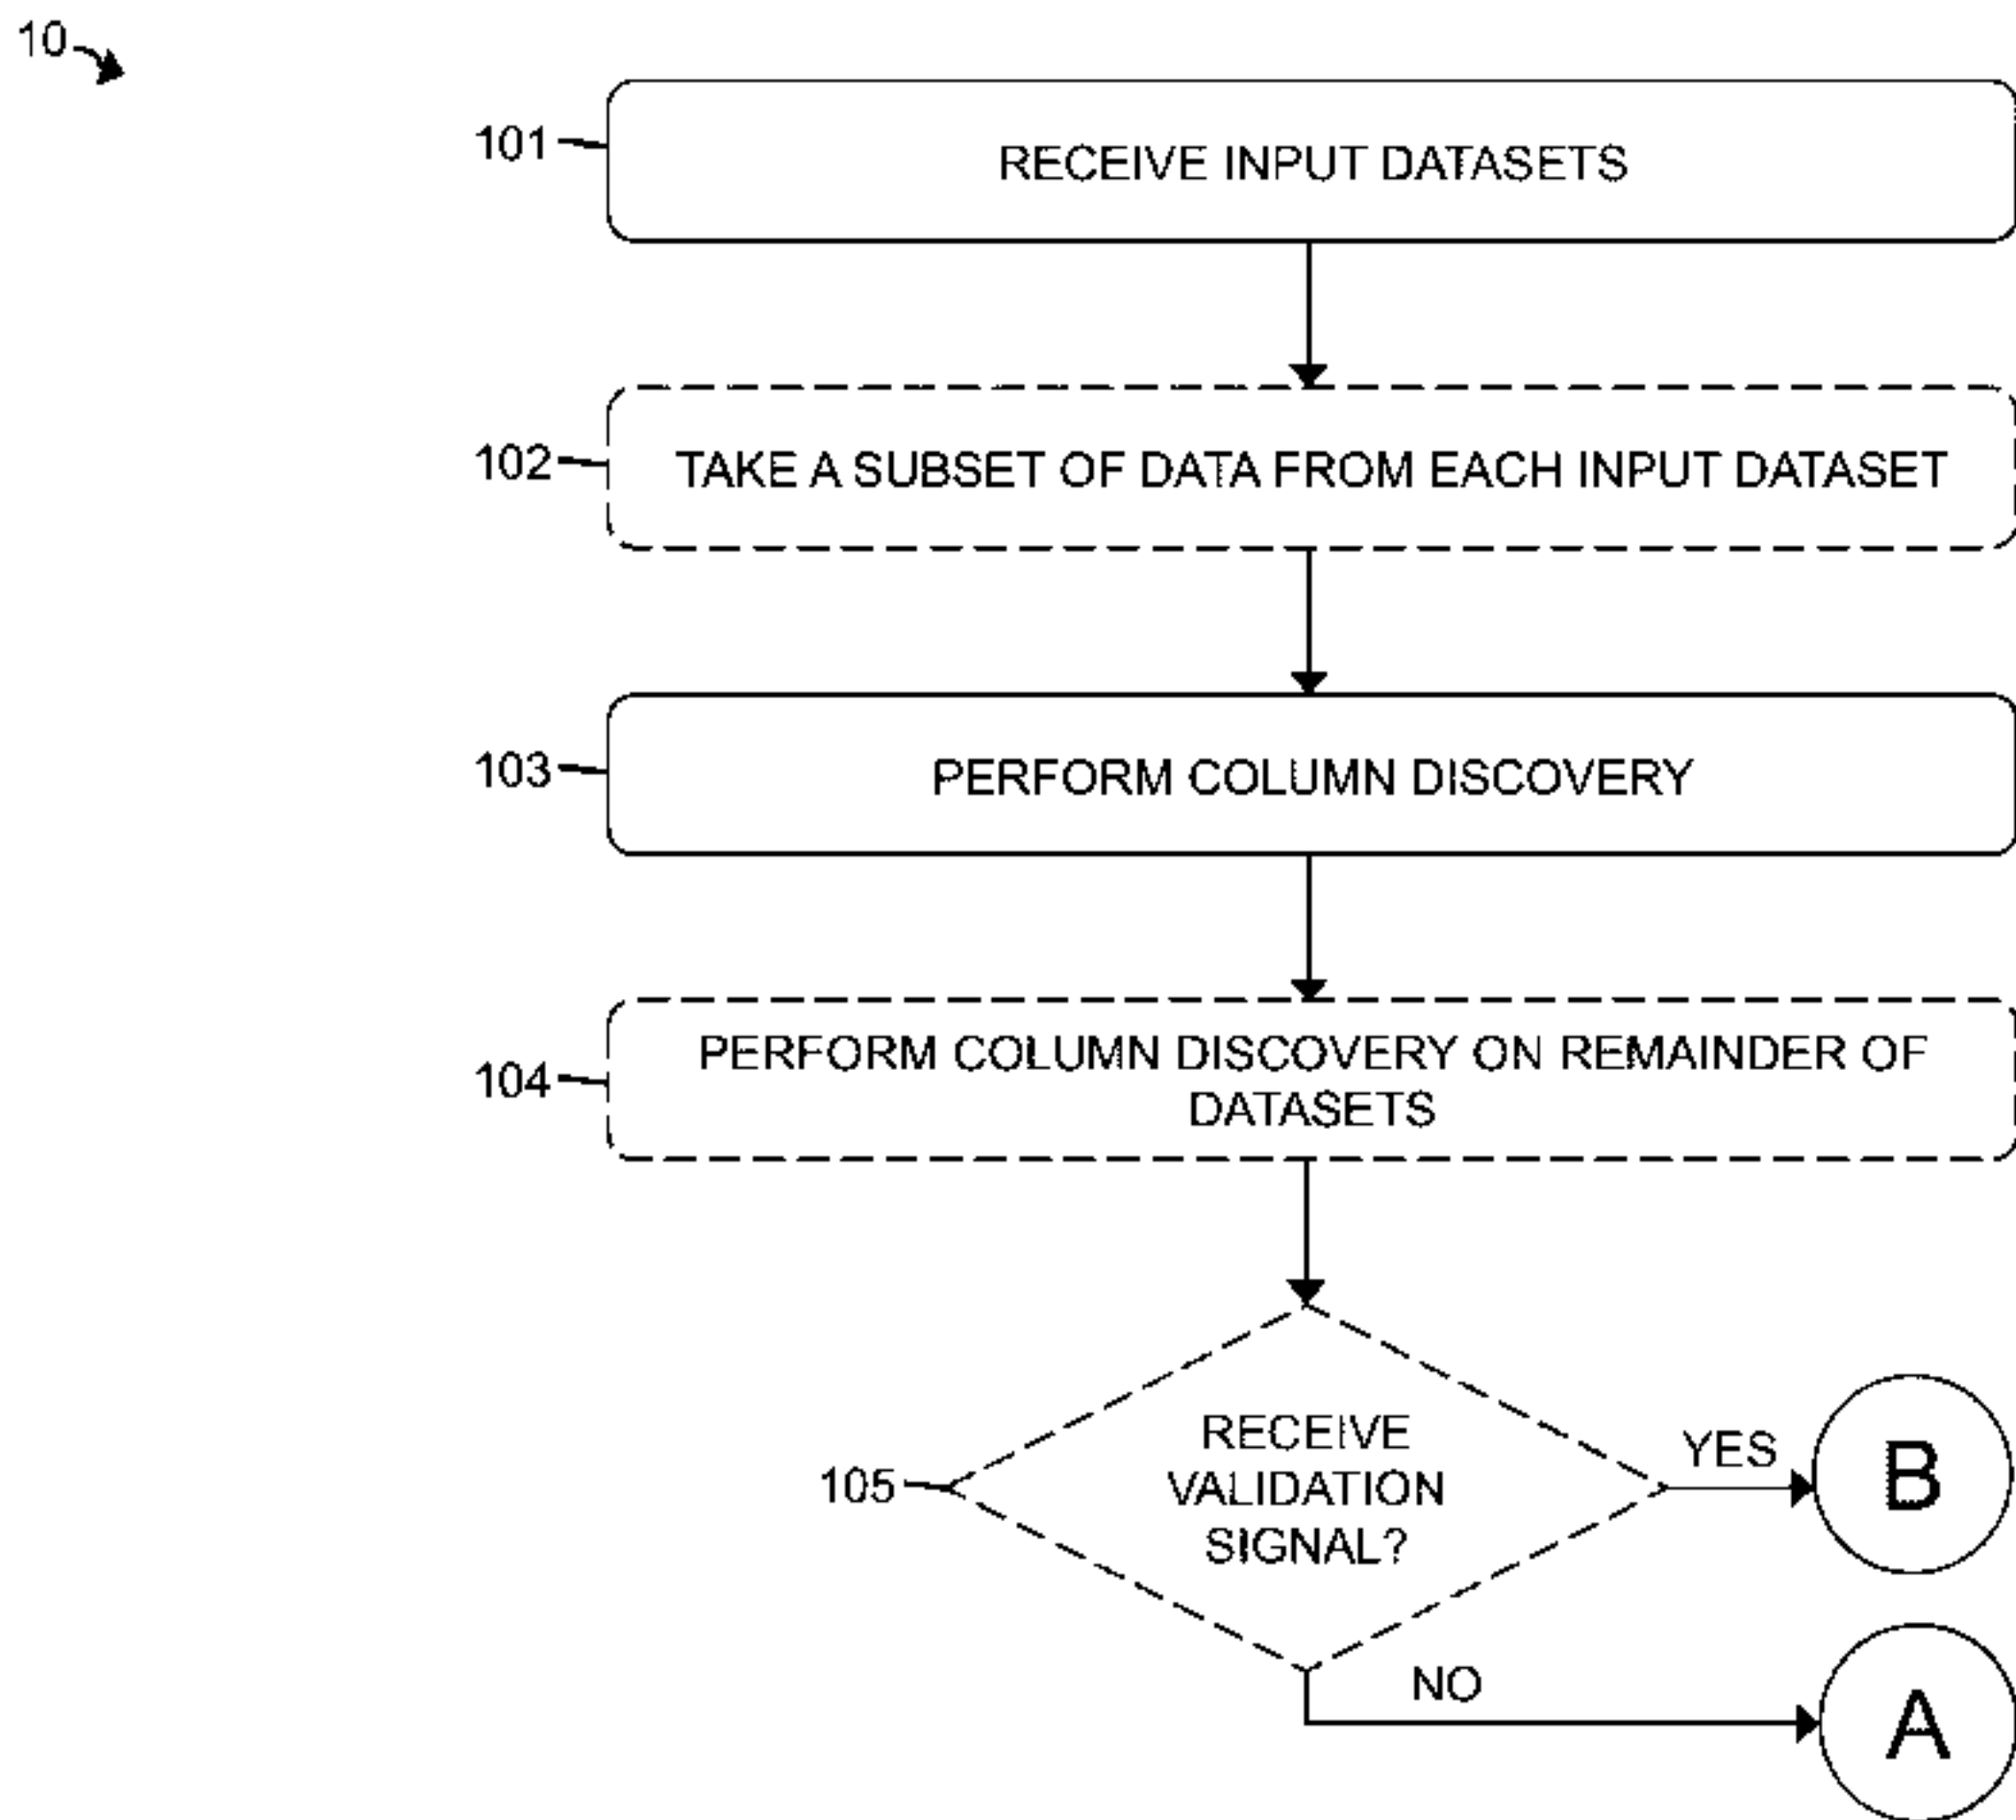 10
101
RECEIVE INPUT DATASETS
102
TAKE A SUBSET OF DATA FROM EACH INPUT DATASET
103
PERFORM COLUMN DISCOVERY
104
PERFORM COLUMN DISCOVERY ON REMAINDER OF
DATASETS
105
RECEIVE
VALIDATION
SIGNAL?
YES
B
NO
A